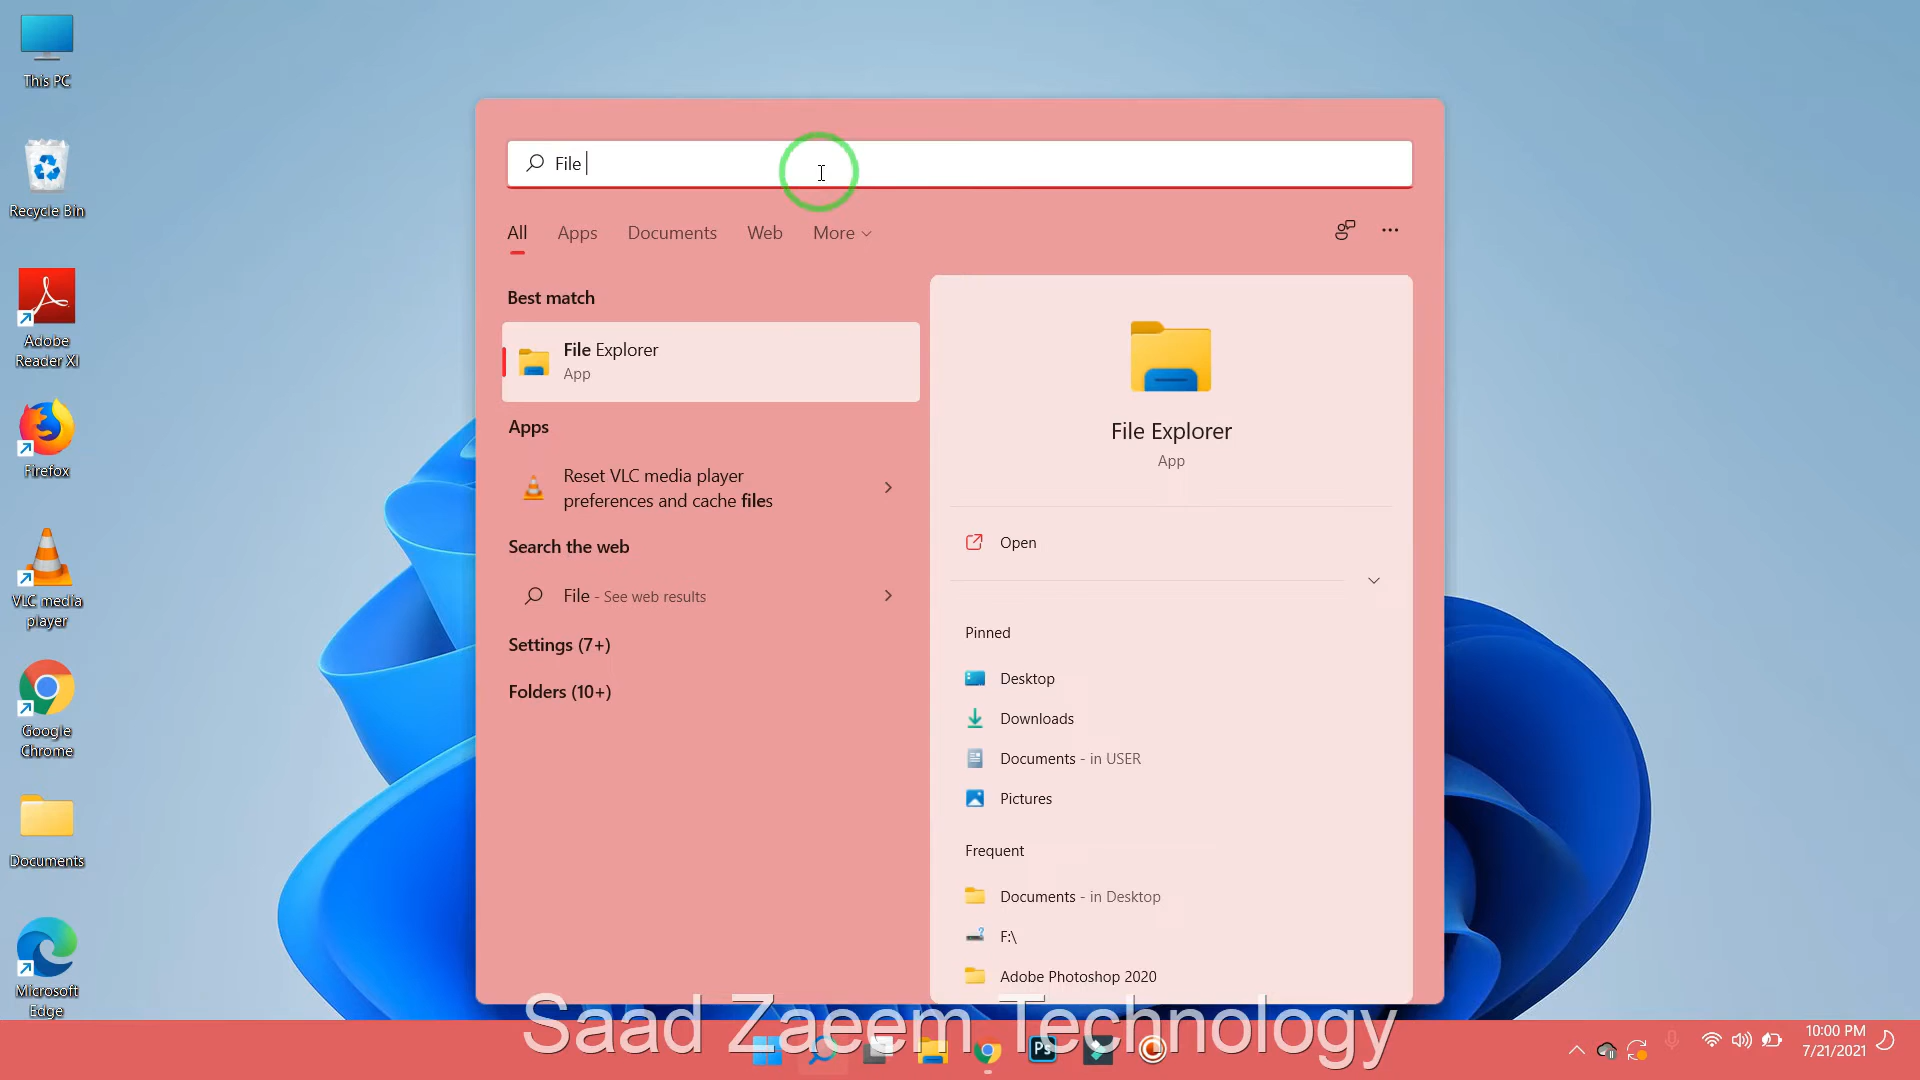 This PC
Recycle Bin
Adobe
Reader XI
Firefox
VLC media
player
Google
Chrome
Documents
Microsoft
Edge
File
All Apps Documents Web More
Best match
File Explorer
App
Apps
Reset VLC media player
preferences and cache files
Search the web
File - See web results
Settings (7+)
Folders (10+)
File Explorer
App
Open
Pinned
Desktop
Downloads
Documents - in USER
Pictures
Frequent
Documents - in Desktop
F:\
Adobe Photoshop 2020
Saad Zaeem Technology
Ps
10:00 PM
7/21/2021